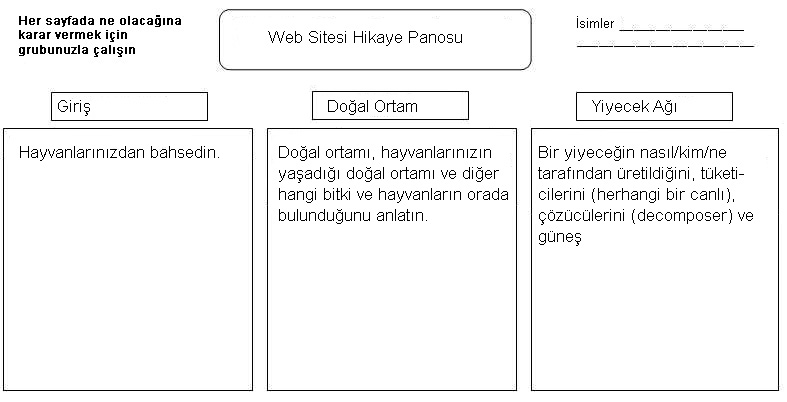 Her sayfada ne olacağına
karar vermek için
grubunuzla çalışın
Web Sitesi Hikaye Panosu
İsimler _______________
_____________________
Giriş
Doğal Ortam
Yiyecek Ağı
Hayvanlarınızdan bahsedin.
Doğal ortamı, hayvanlarınızın
yaşadığı doğal ortamı ve diğer
hangi bitki ve hayvanların orada
bulunduğunu anlatın.
Bir yiyeceğin nasıl/kim/ne
tarafından üretildiğini, tüketi-
cilerini (herhangi bir canlı),
çözücülerini (decomposer) ve
güneş